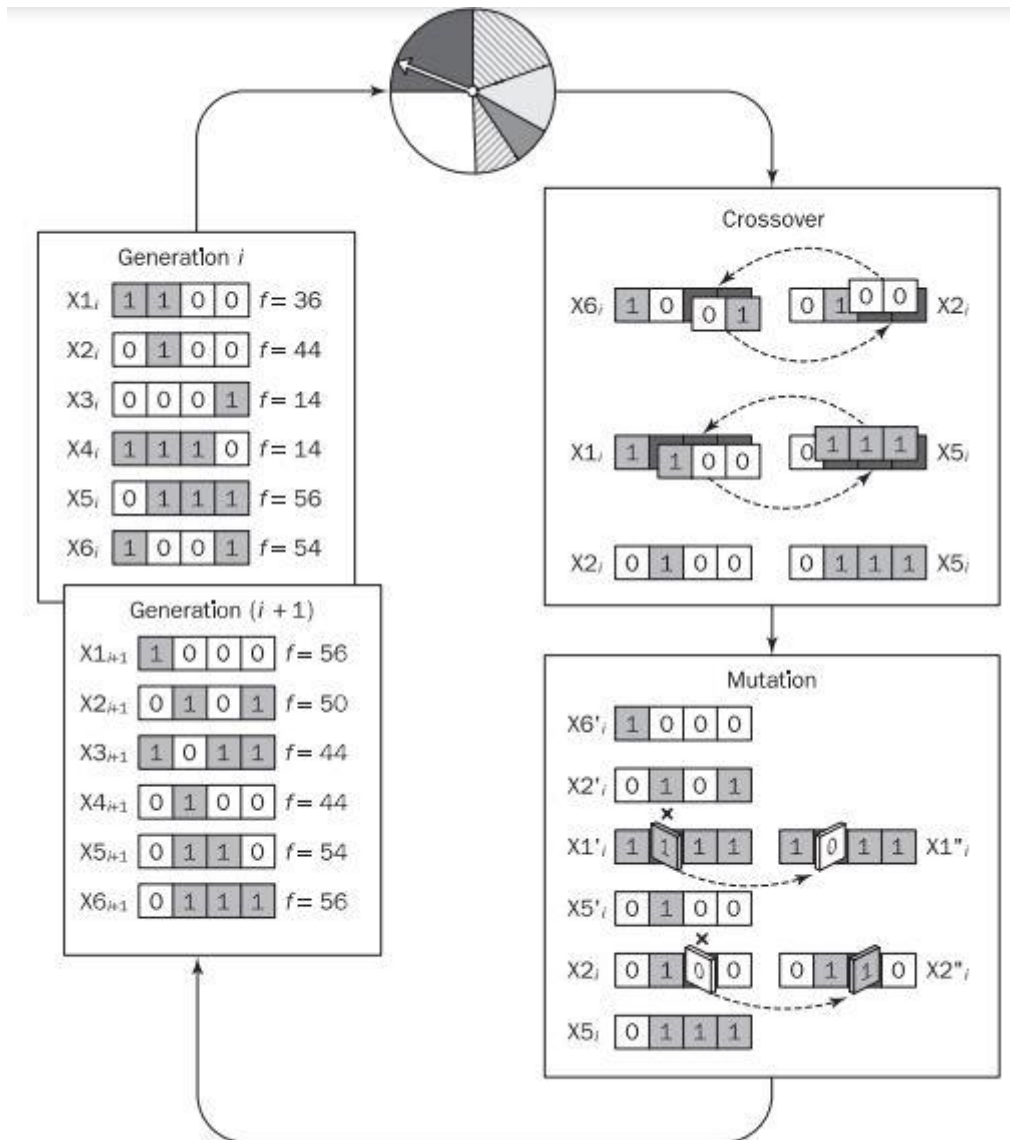 Generation i
X1i 1 1 0 0 f = 36
X2i 0 1 0 0 f = 44
X3i 0 0 0 1 f = 14
X4i 1 1 1 0 f = 14
X5i 0 1 1 1 f = 56
X6i 1 0 0 1 f = 54
Generation (i + 1)
X1i+1 1 0 0 0 f = 56
X2i+1 0 1 0 1 f = 50
X3i+1 1 0 1 1 f = 44
X4i+1 0 1 0 0 f = 44
X5i+1 0 1 1 0 f = 54
X6i+1 0 1 1 1 f = 56
Crossover
X6i 1 0 0 1 0 1 0 0 X2i
X1i 1 1 0 0 0 1 1 1 X5i
X2i 0 1 0 0 0 1 1 1 X5i
Mutation
X6'i 1 0 0 0
X2'i 0 1 0 1
X1'i 1 1 1 1 1 0 1 1 X1"i
X5'i 0 1 0 0
X2i 0 1 0 0 0 1 1 0 X2"i
X5i 0 1 1 1